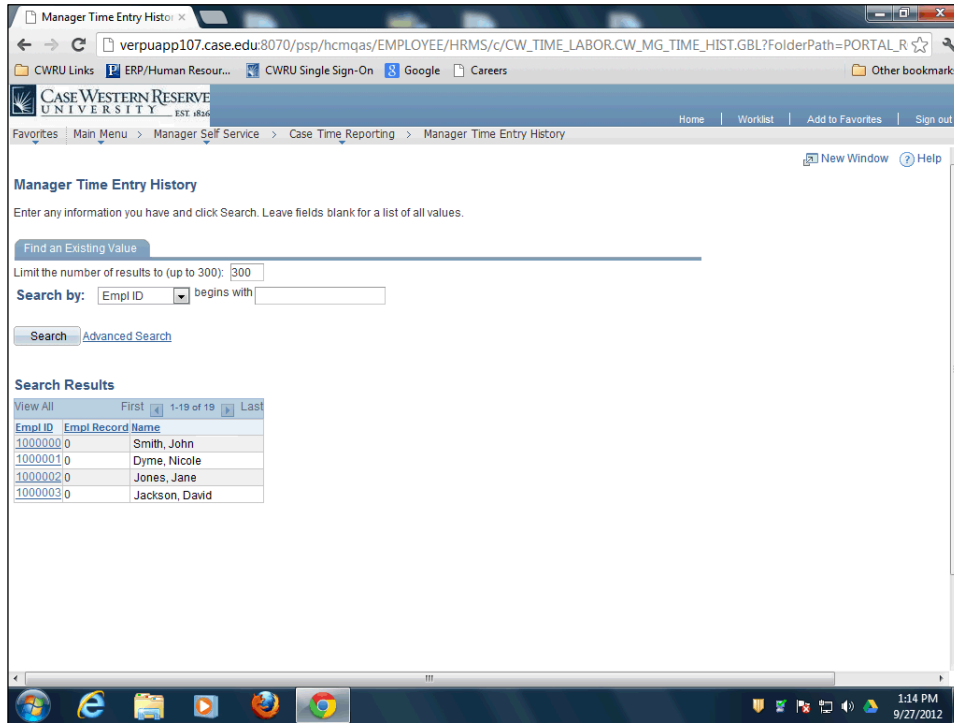 Manager Time Entry Histor
verpuapp107.case.edu:8070/psp/hcmqas/EMPLOYEE/HRMS/c/CW_TIME_LABOR.CW_MG_TIME_HIST.GBL?FolderPath=PORTAL_R
CWRU Links ERP/Human Resour... CWRU Single Sign-On Google Careers Other bookmark
CASE WESTERN RESERVE
UNIVERSITY EST. 1826
Home | Worklist | Add to Favorites | Sign out
Favorites Main Menu > Manager Self Service > Case Time Reporting > Manager Time Entry History
New Window ? Help
Manager Time Entry History
Enter any information you have and click Search. Leave fields blank for a list of all values.
Find an Existing Value
Limit the number of results to (up to 300): 300
Search by: Empl ID begins with
Search Advanced Search
Search Results
View All First 1-19 of 19 Last
Empl ID Empl Record Name
1000000 0 Smith, John
1000001 0 Dyme, Nicole
1000002 0 Jones, Jane
1000003 0 Jackson, David
1:14 PM
9/27/2012